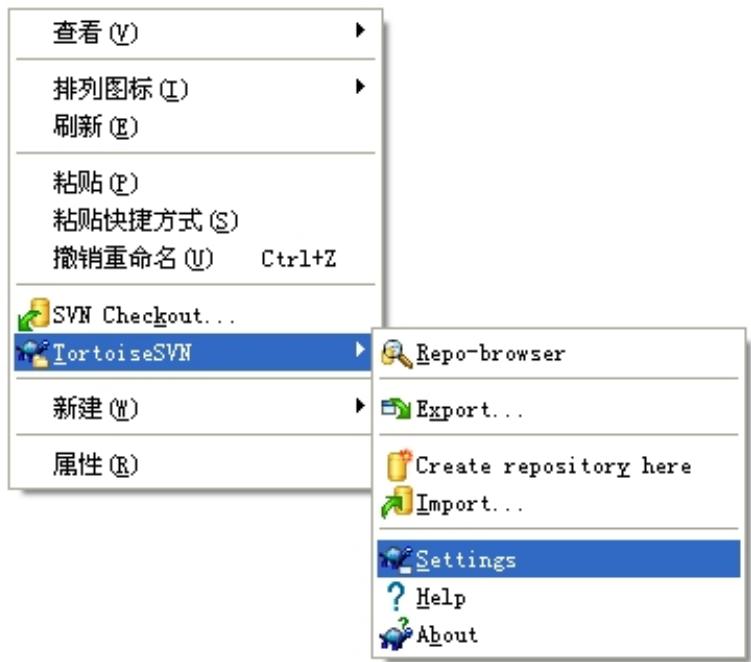 查看(V)
排列图标(I)
刷新(E)
粘贴(P)
粘贴快捷方式(S)
撤销重命名(U) Ctrl+Z
SVN Checkout...
TortoiseSVN
新建(W)
属性(R)
Repo-browser
Export...
Create repository here
Import...
Settings
Help
About